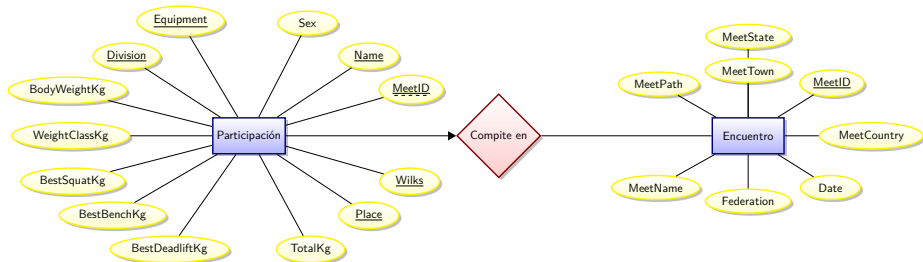 Equipment
Sex
Division
Name
BodyWeightKg
MeetID
WeightClassKg
Participación
BestSquatKg
Wilks
BestBenchKg
Place
BestDeadliftKg
TotalKg
Compite en
MeetState
MeetTown
MeetPath
MeetID
Encuentro
MeetCountry
MeetName
Date
Federation